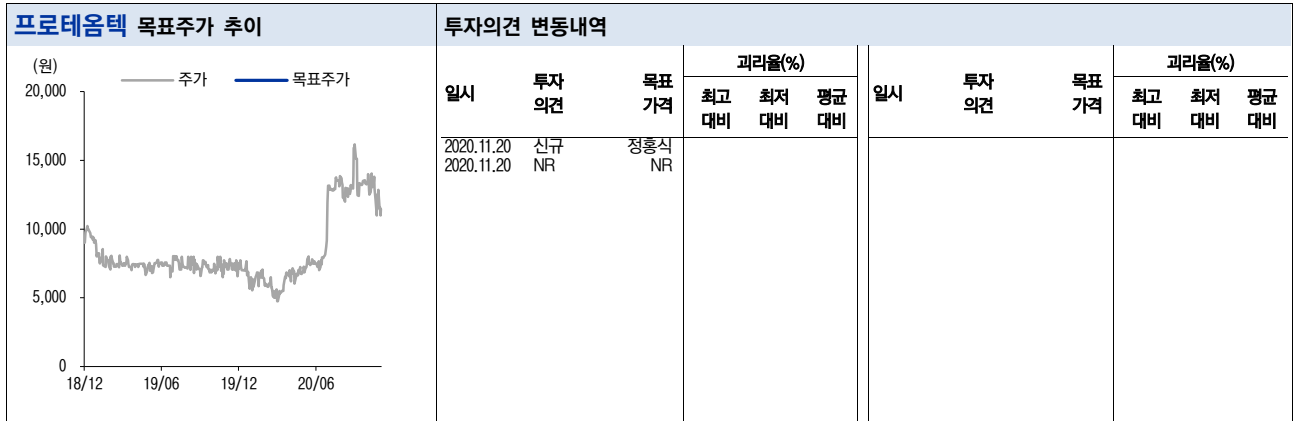 프로테옴텍 목표주가 추이
투자의견 변동내역
(원)
주가
목표주가
20,000
15,000
10,000
5,000
0
18/12 19/06 19/12 20/06
일시
투자
의견
목표
가격
괴리율(%)
최고
대비
최저
대비
평균
대비
2020.11.20 신규 정홍식
2020.11.20 NR NR
일시
투자
의견
목표
가격
괴리율(%)
최고
대비
최저
대비
평균
대비